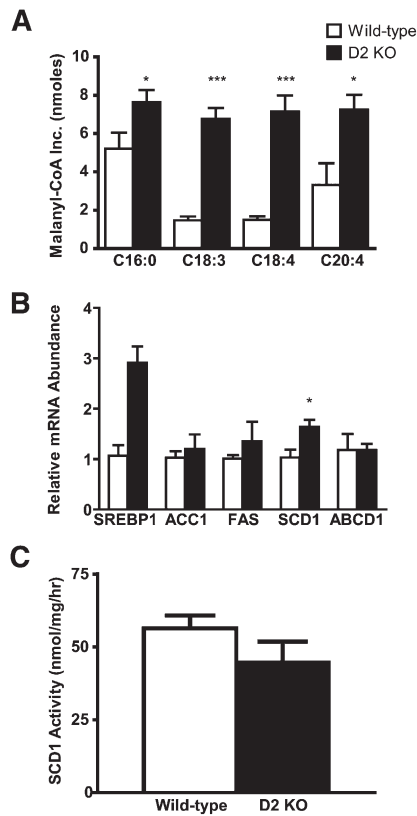 A
Wild-type
D2 KO
Malanyl-CoA Inc. (nmoles)
10
8
6
4
2
0
* *** *** *
C16:0 C18:3 C18:4 C20:4
B
Relative mRNA Abundance
4
3
2
1
0
*
SREBP1 ACC1 FAS SCD1 ABCD1
C
SCD1 Activity (nmol/mg/hr)
75
50
25
0
Wild-type D2 KO